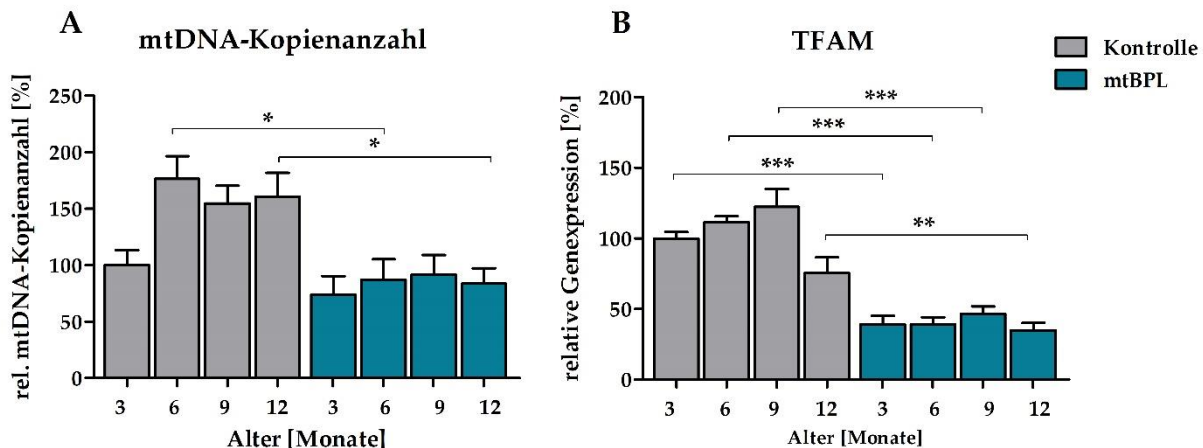 A
mtDNA-Kopienanzahl
rel. mtDNA-Kopienanzahl [%]
250
200
150
100
50
0
*
*
3 6 9 12 3 6 9 12
Alter [Monate]
B
TFAM
relative Genexpression [%]
200
150
100
50
0
***
***
***
**
3 6 9 12 3 6 9 12
Alter [Monate]
Kontrolle
mtBPL